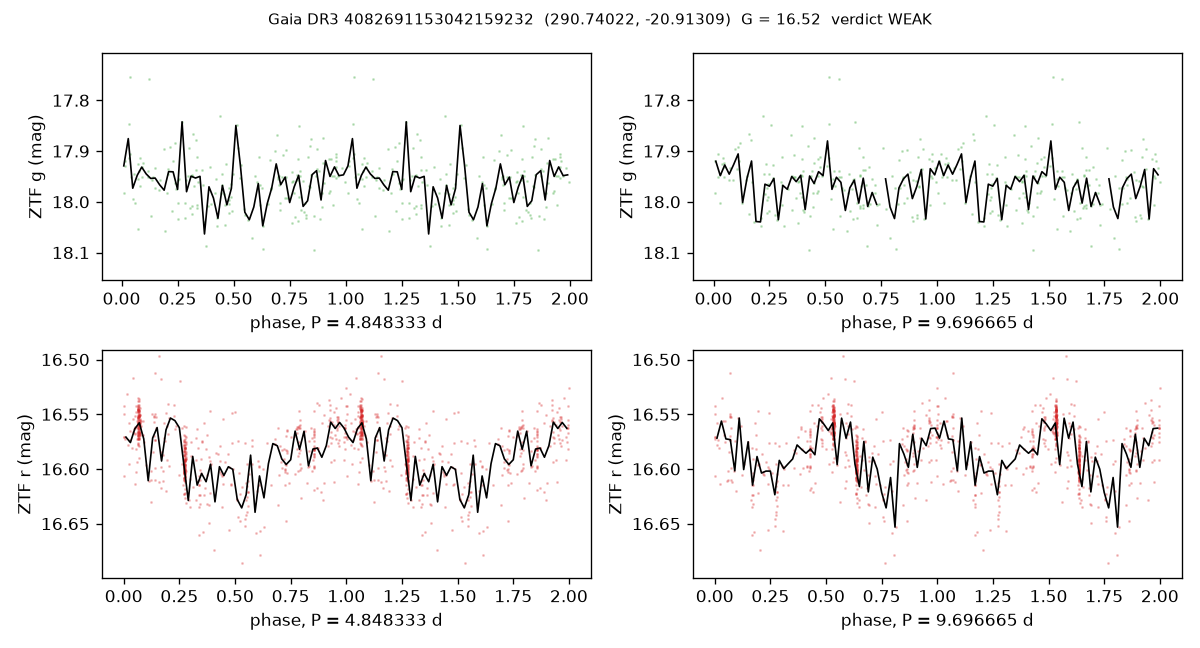 Gaia DR3 4082691153042159232 (290.74022, -20.91309) G = 16.52 verdict WEAK
ZTF g (mag)
17.8
17.9
18.0
18.1
0.00 0.25 0.50 0.75 1.00 1.25 1.50 1.75 2.00
phase, P = 4.848333 d
ZTF g (mag)
17.8
17.9
18.0
18.1
0.00 0.25 0.50 0.75 1.00 1.25 1.50 1.75 2.00
phase, P = 9.696665 d
ZTF r (mag)
16.50
16.55
16.60
16.65
0.00 0.25 0.50 0.75 1.00 1.25 1.50 1.75 2.00
phase, P = 4.848333 d
ZTF r (mag)
16.50
16.55
16.60
16.65
0.00 0.25 0.50 0.75 1.00 1.25 1.50 1.75 2.00
phase, P = 9.696665 d